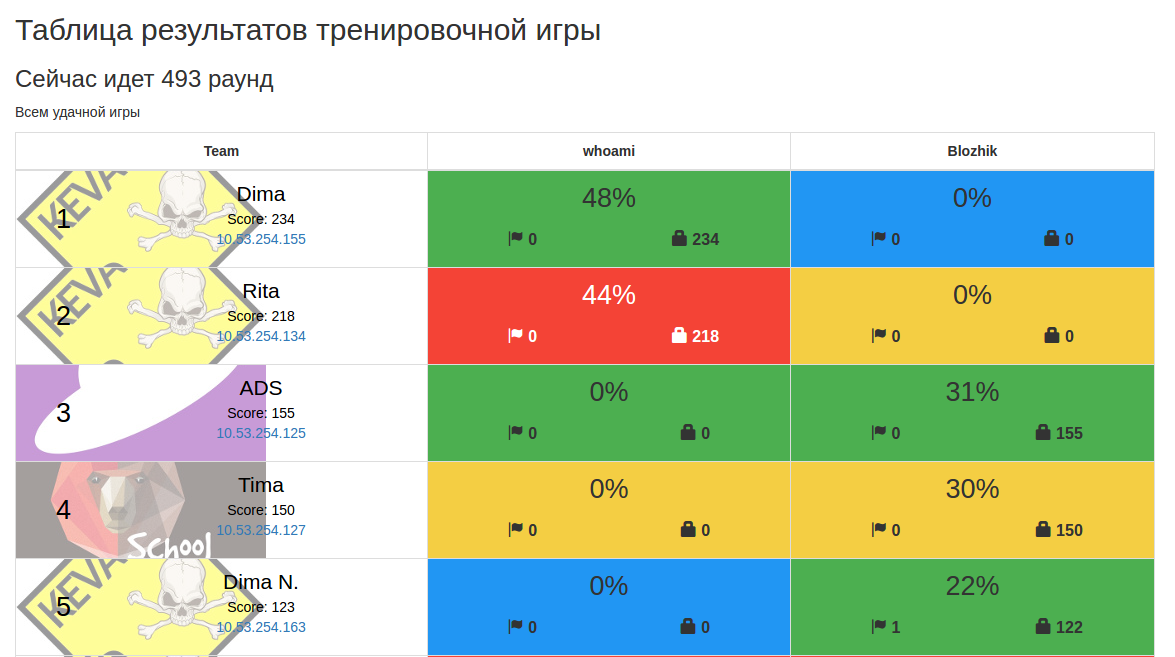 Таблица результатов тренировочной игры
Сейчас идет 493 раунд
Всем удачной игры
Team whoami Blozhik
KEVA
1
Dima
Score: 234
10.53.254.155
48%
0 234
0%
0 0
KEVA
2
Rita
Score: 218
10.53.254.134
44%
0 218
0%
0 0
3
ADS
Score: 155
10.53.254.125
0%
0 0
31%
0 155
4
Tima
Score: 150
10.53.254.127
School
0%
0 0
30%
0 150
KEVA
5
Dima N.
Score: 123
10.53.254.163
0%
0 0
22%
1 122